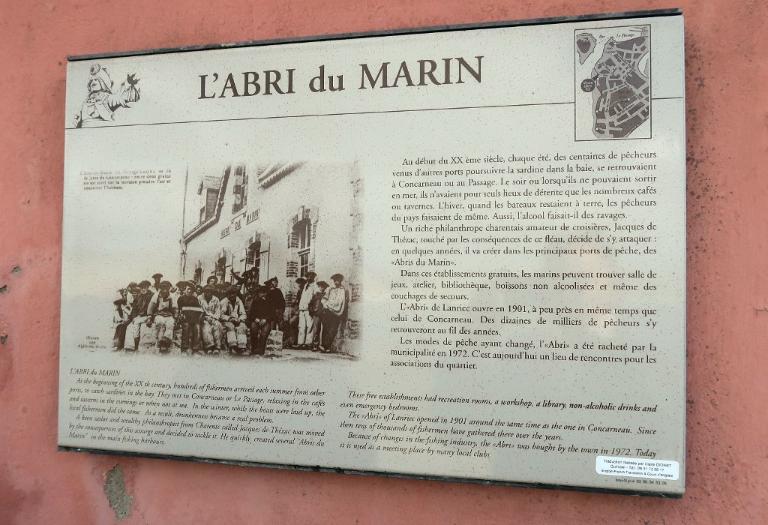 L'ABRI du MARIN
Le Passage
ABRI DU MARIN
Au début du XX ème siècle, chaque été, des centaines de pêcheurs
venus d'autres ports poursuivre la sardine dans la baie, se retrouvaient
à Concarneau ou au Passage. Le soir ou lorsqu'ils ne pouvaient sortir
en mer, ils n'avaient pour seuls lieux de détente que les nombreux cafés
ou tavernes. L'hiver, quand les bateaux restaient à terre, les pêcheurs
du pays faisaient de même. Aussi, l'alcool faisait-il des ravages.
Un riche philanthrope charentais amateur de croisières, Jacques de
Thézac, touché par les conséquences de ce fléau, décide de s'y attaquer :
en quelques années, il va créer dans les principaux ports de pêche, des
«Abris du Marin».
Dans ces établissements gratuits, les marins peuvent trouver salle de
jeux, atelier, bibliothèque, boissons non alcoolisées et même des
couchages de secours.
L'«Abri» de Lanriec ouvre en 1901, à peu près en même temps que
celui de Concarneau. Des dizaines de milliers de pêcheurs s'y
retrouveront au fil des années.
Les modes de pêche ayant changé, l'«Abri» a été racheté par la
municipalité en 1972. C'est aujourd'hui un lieu de rencontres pour les
associations du quartier.
L'ABRI du MARIN
As the beginning of the XX th century, hundreds of fishermen arrived each summer from other
ports, to catch sardines in the bay. They met in Concarneau or Le Passage, relaxing in the cafés
and taverns in the evenings or when not at sea. In the winter, while the boats were laid up, the
local fishermen did the same. As a result, drunkenness became a real problem.
A keen sailor and wealthy philanthropist from Charente called Jacques de Thézac was moved
by the consequences of this scourge and decided to tackle it. He quickly created several "Abris du
Marin" in the main fishing harbours.
These free establishments had recreation rooms, a workshop, a library, non-alcoholic drinks and
even emergency bedrooms.
The «Abri» of Lanriec opened in 1901 around the same time as the one in Concarneau. Since
then tens of thousands of fishermen have gathered there over the years.
Because of changes in the fishing industry, the «Abri» was bought by the town in 1972. Today
it is used as a meeting place by many local clubs.